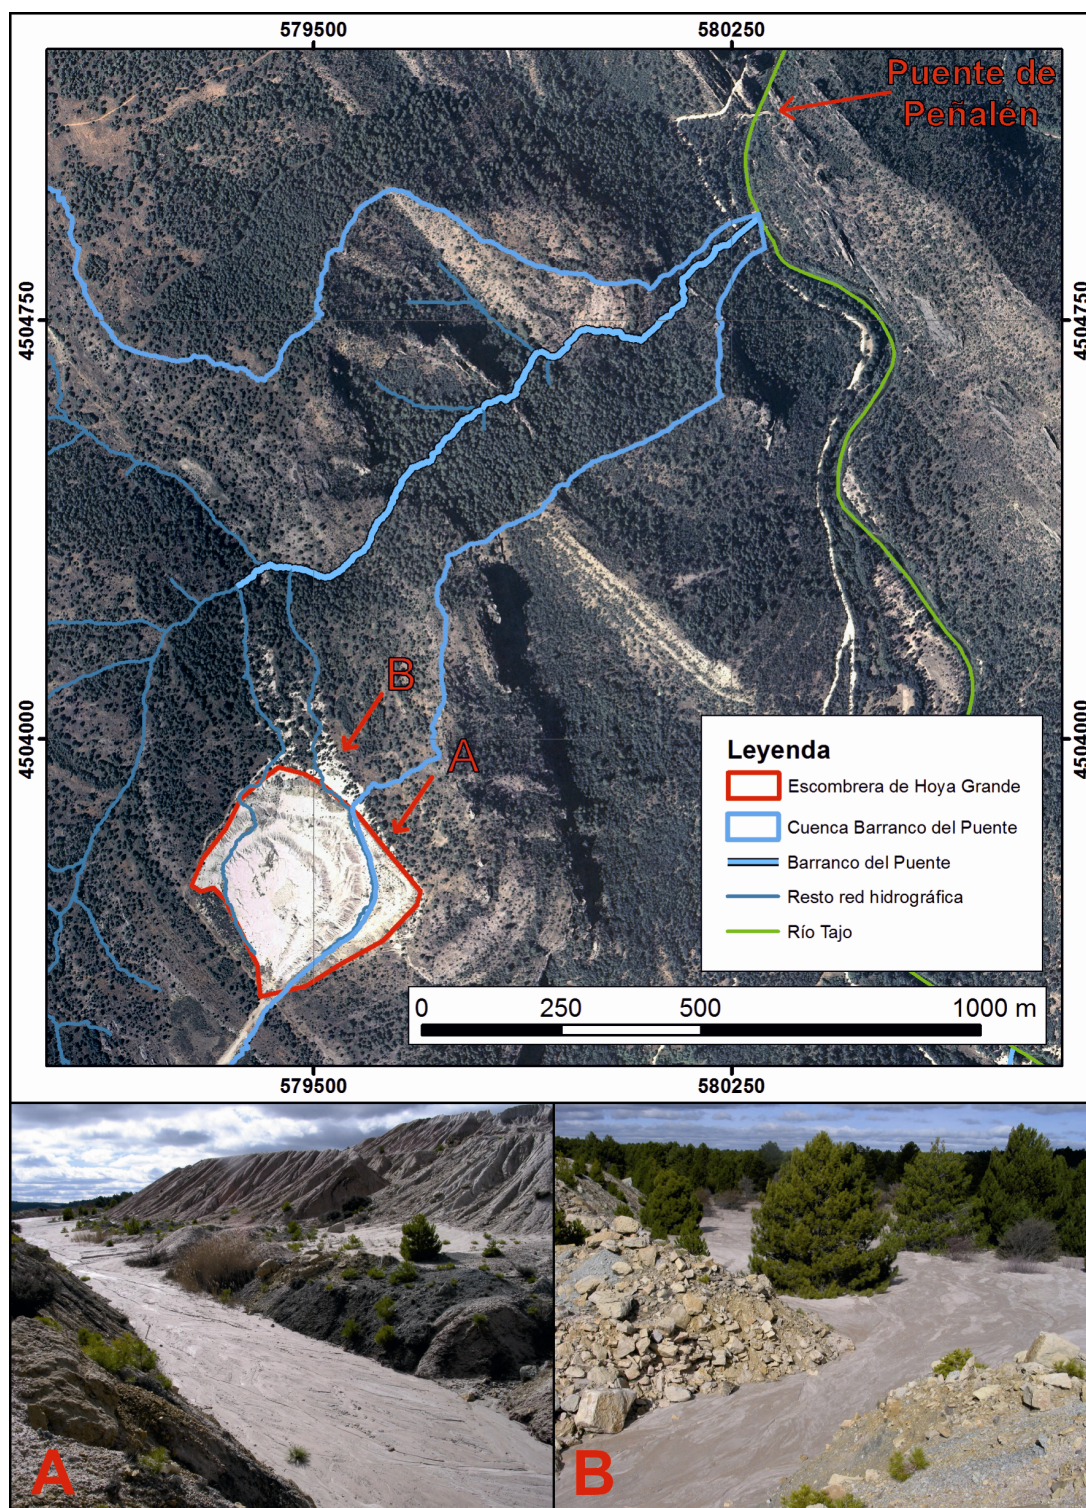 579500
580250
Puente de
Peñalén
4504750
4504750
B
A
4504000
4504000
Leyenda
Escombrera de Hoya Grande
Cuenca Barranco del Puente
Barranco del Puente
Resto red hidrográfica
Río Tajo
0
250
500
1000 m
579500
580250
A
B